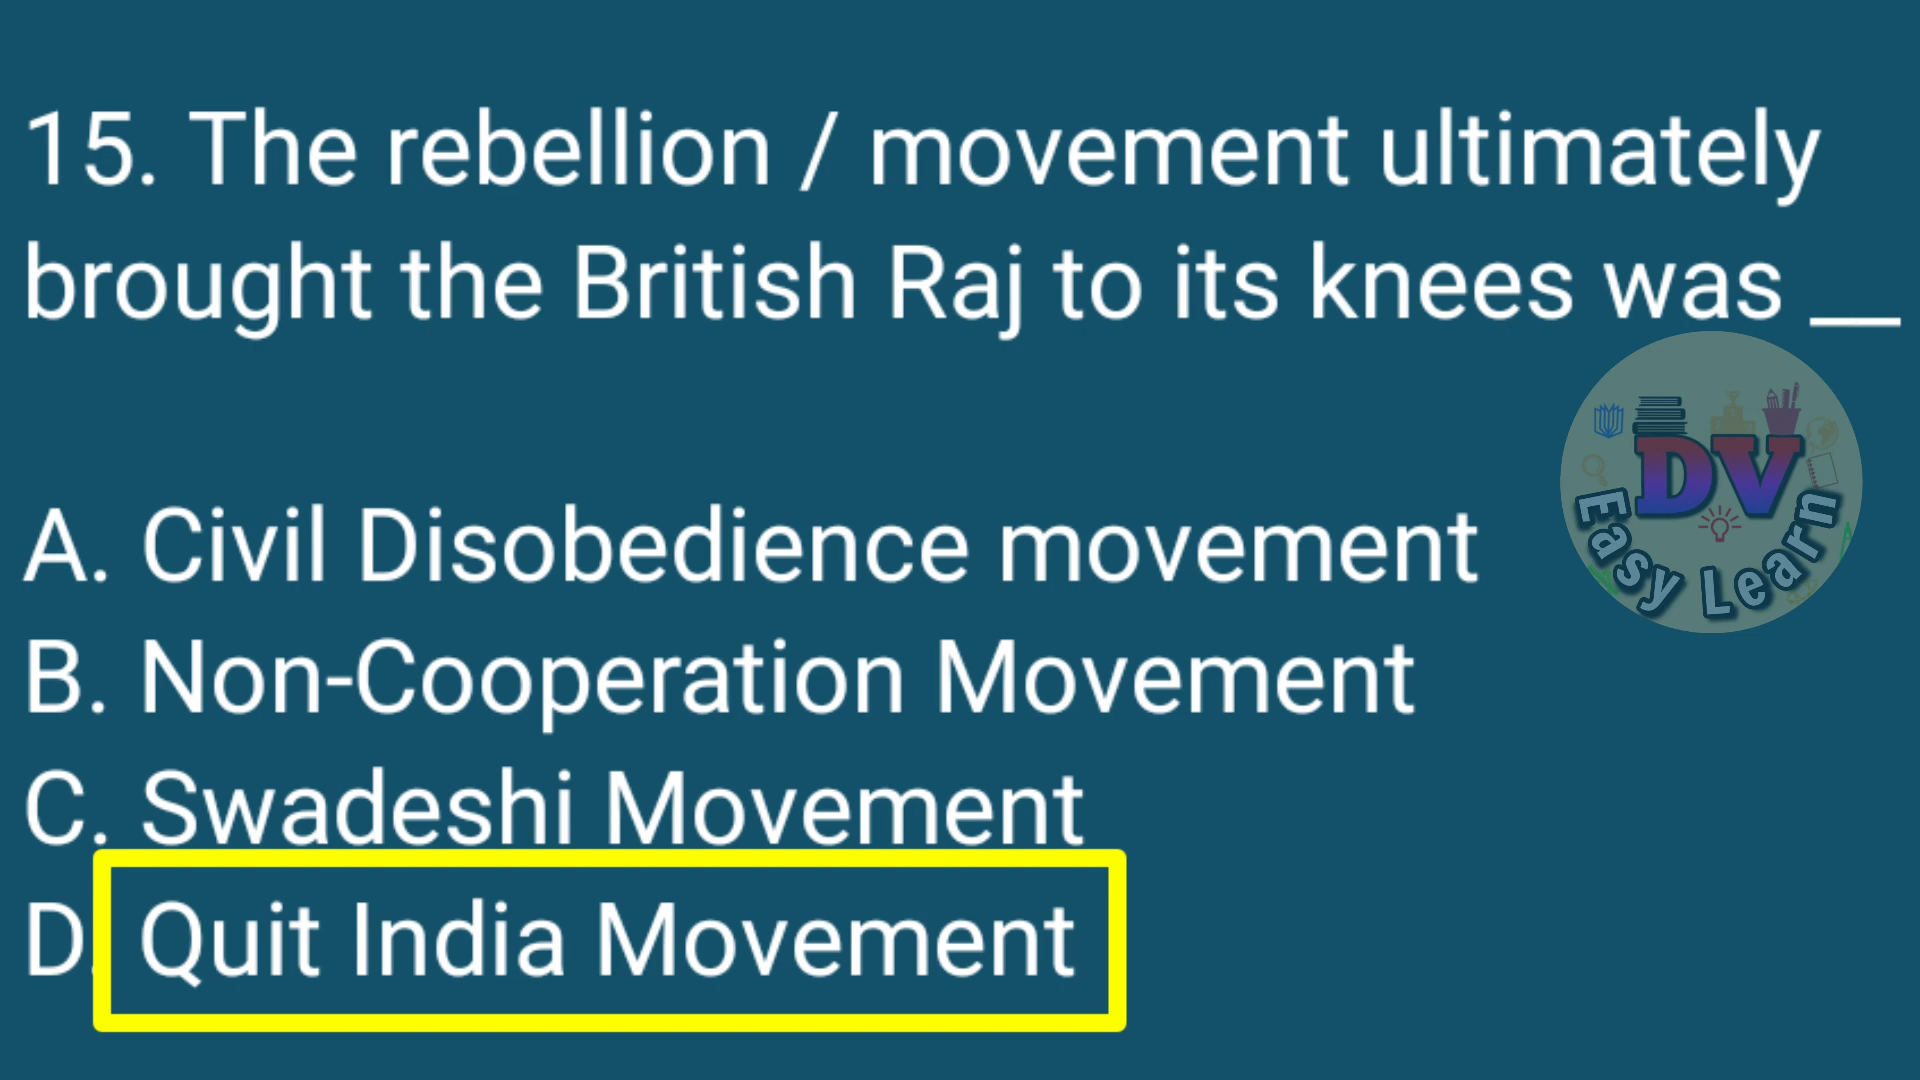 15. The rebellion / movement ultimately
brought the British Raj to its knees was __
A. Civil Disobedience movement
B. Non-Cooperation Movement
C. Swadeshi Movement
D. Quit India Movement
DV
Easy Learn